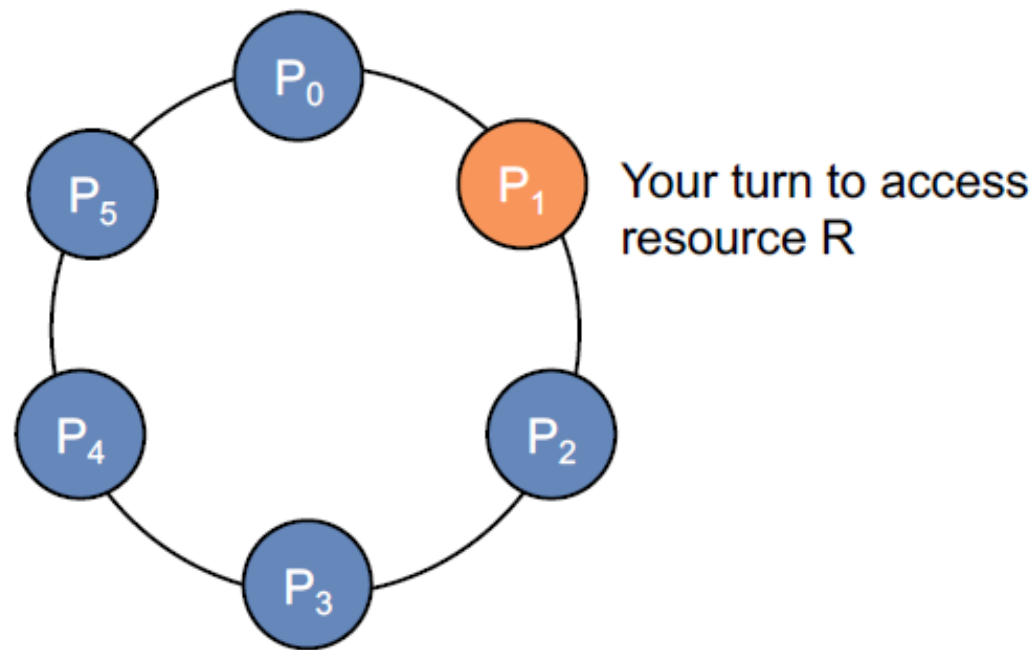 P₀
P₁
P₅
Your turn to access
resource R
P₄
P₂
P₃